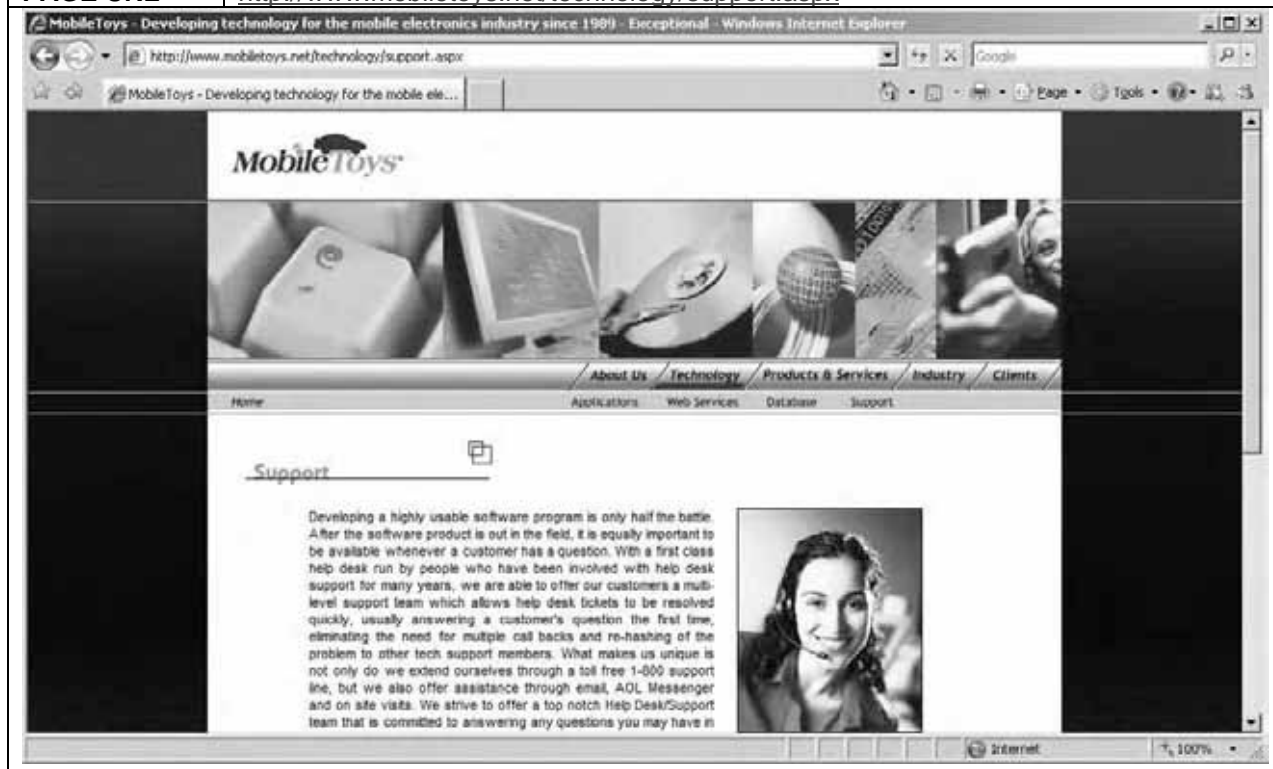 http://www.mobiletoys.net/technology/support.aspx
MobileToys - Developing technology for the mobile electronics industry since 1989 - Exceptional - Windows Internet Explorer
http://www.mobiletoys.net/technology/support.aspx
Google
MobileToys - Developing technology for the mobile ele...
Page Tools
MobileToys
About Us Technology Products & Services Industry Clients
Home Applications Web Services Database Support
Support
Developing a highly usable software program is only half the battle.
After the software product is out in the field, it is equally important to
be available whenever a customer has a question. With a first class
help desk run by people who have been involved with help desk
support for many years, we are able to offer our customers a multi-
level support team which allows help desk tickets to be resolved
quickly, usually answering a customer's question the first time,
eliminating the need for multiple call backs and re-hashing of the
problem to other tech support members. What makes us unique is
not only do we extend ourselves through a toll free 1-800 support
line, but we also offer assistance through email, AOL Messenger
and on site visits. We strive to offer a top notch Help Desk/Support
team that is committed to answering any questions you may have in
Internet 100%